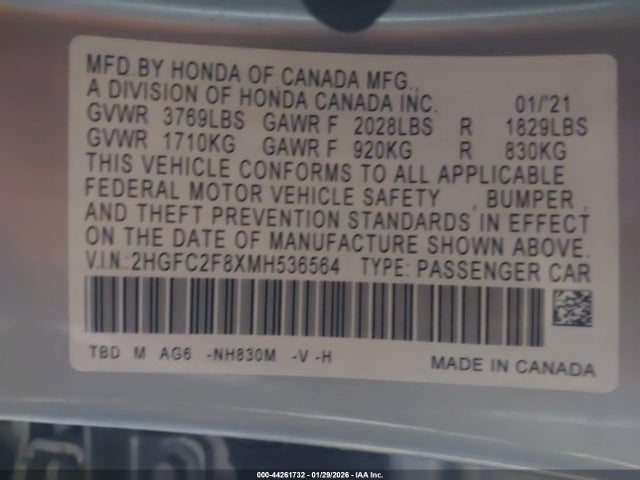 MFD.BY HONDA OF CANADA MFG.,
A DIVISION OF HONDA CANADA INC. 01/'21
GVWR 3769LBS GAWR F 2028LBS R 1829LBS
GVWR 1710KG GAWR F 920KG R 830KG
THIS VEHICLE CONFORMS TO ALL APPLICABLE
FEDERAL MOTOR VEHICLE SAFETY , BUMPER ,
AND THEFT PREVENTION STANDARDS IN EFFECT
ON THE DATE OF MANUFACTURE SHOWN ABOVE.
V.I.N.:2HGFC2F8XMH536564 TYPE: PASSENGER CAR
TBD M AG6 -NH830M -V -H MADE IN CANADA
000-44261732 - 01/29/2026 - IAA Inc.